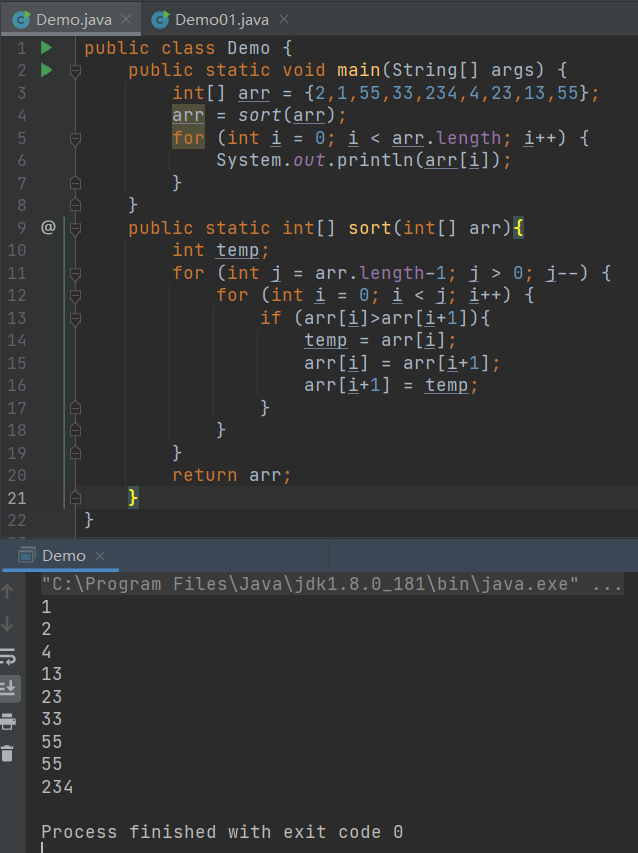 Demo.java × Demo01.java ×
1 public class Demo {
2 public static void main(String[] args) {
3 int[] arr = {2,1,55,33,234,4,23,13,55};
4 arr = sort(arr);
5 for (int i = 0; i < arr.length; i++) {
6 System.out.println(arr[i]);
7 }
8 }
9 @ public static int[] sort(int[] arr){
10 int temp;
11 for (int j = arr.length-1; j > 0; j--) {
12 for (int i = 0; i < j; i++) {
13 if (arr[i]>arr[i+1]){
14 temp = arr[i];
15 arr[i] = arr[i+1];
16 arr[i+1] = temp;
17 }
18 }
19 }
20 return arr;
21 }
22 }
Demo ×
"C:\Program Files\Java\jdk1.8.0_181\bin\java.exe" ...
1
2
4
13
23
33
55
55
234
Process finished with exit code 0